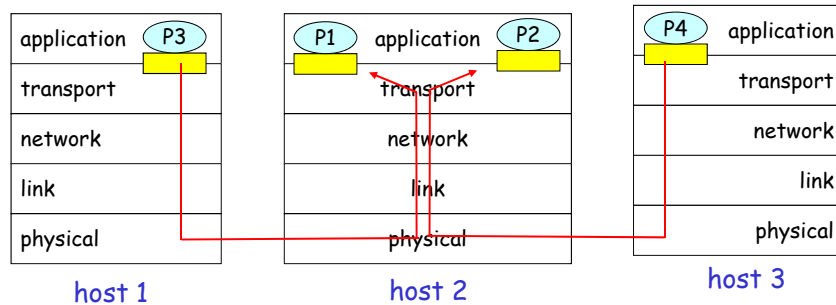 application P3
transport
network
link
physical
host 1
P1 application P2
transport
network
link
physical
host 2
P4 application
transport
network
link
physical
host 3